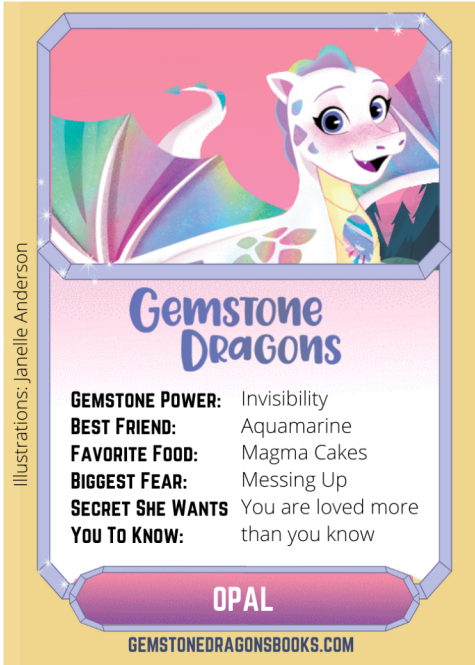 GEMSTONE
DRAGONS
GEMSTONE POWER: Invisibility
BEST FRIEND: Aquamarine
FAVORITE FOOD: Magma Cakes
BIGGEST FEAR: Messing Up
SECRET SHE WANTS You are loved more
YOU TO KNOW: than you know
OPAL
GEMSTONEDRAGONSBOOKS.COM
Illustrations: Janelle Anderson